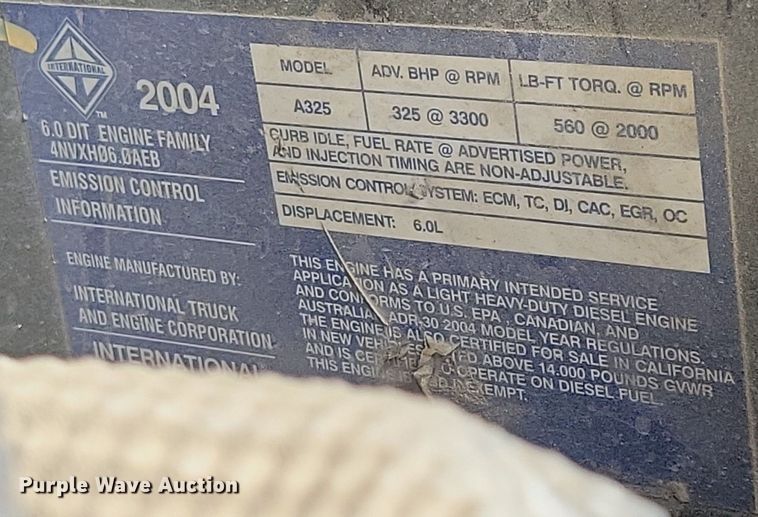 INTERNATIONAL
2004
6.0 DIT ENGINE FAMILY
4NVXHØ6.ØAEB
EMISSION CONTROL
INFORMATION
ENGINE MANUFACTURED BY:
INTERNATIONAL TRUCK
AND ENGINE CORPORATION
INTERNATIONAL
MODEL ADV. BHP @ RPM LB-FT TORQ. @ RPM
A325 325 @ 3300 560 @ 2000
CURB IDLE, FUEL RATE @ ADVERTISED POWER,
AND INJECTION TIMING ARE NON-ADJUSTABLE.
EMISSION CONTROL SYSTEM: ECM, TC, DI, CAC, EGR, OC
DISPLACEMENT: 6.0L
THIS ENGINE HAS A PRIMARY INTENDED SERVICE
APPLICATION AS A LIGHT HEAVY-DUTY DIESEL ENGINE
AND CONFORMS TO U.S. EPA, CANADIAN, AND
AUSTRALIA ADR 30 2004 MODEL YEAR REGULATIONS.
THE ENGINE IS ALSO CERTIFIED FOR SALE IN CALIFORNIA
IN NEW VEHICLES ABOVE 14.000 POUNDS GVWR
AND IS TO OPERATE ON DIESEL FUEL.
THIS EXEMPT.
Purple Wave Auction